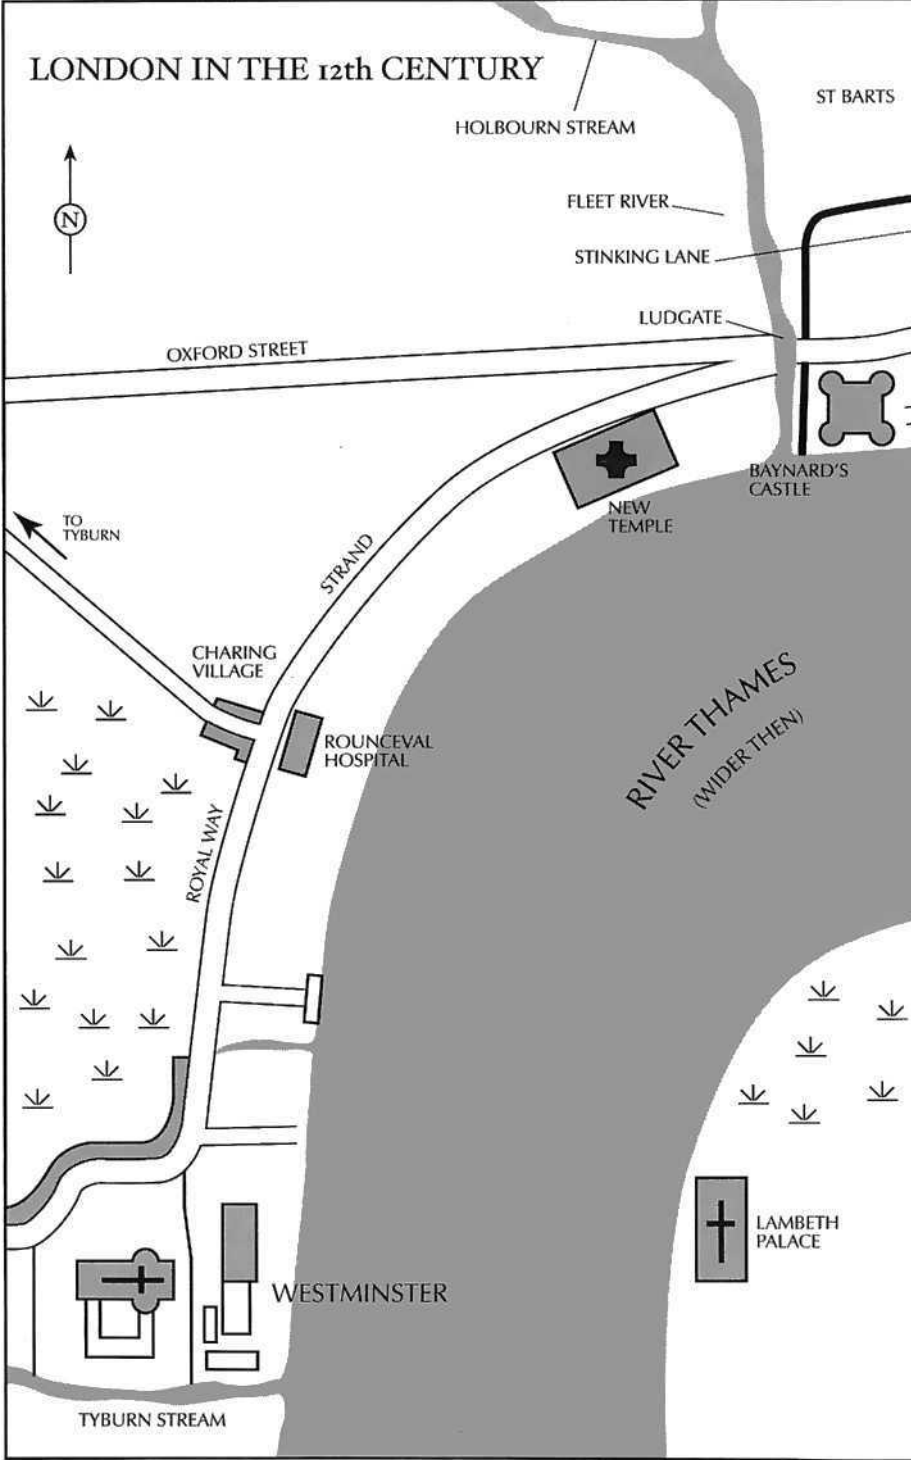 LONDON IN THE 12th CENTURY
HOLBOURN STREAM
ST BARTS
N
FLEET RIVER
STINKING LANE
LUDGATE
OXFORD STREET
BAYNARD'S
CASTLE
NEW
TEMPLE
TO
TYBURN
STRAND
CHARING
VILLAGE
ROUNCEVAL
HOSPITAL
RIVER THAMES
(WIDER THEN)
ROYAL WAY
LAMBETH
PALACE
WESTMINSTER
TYBURN STREAM